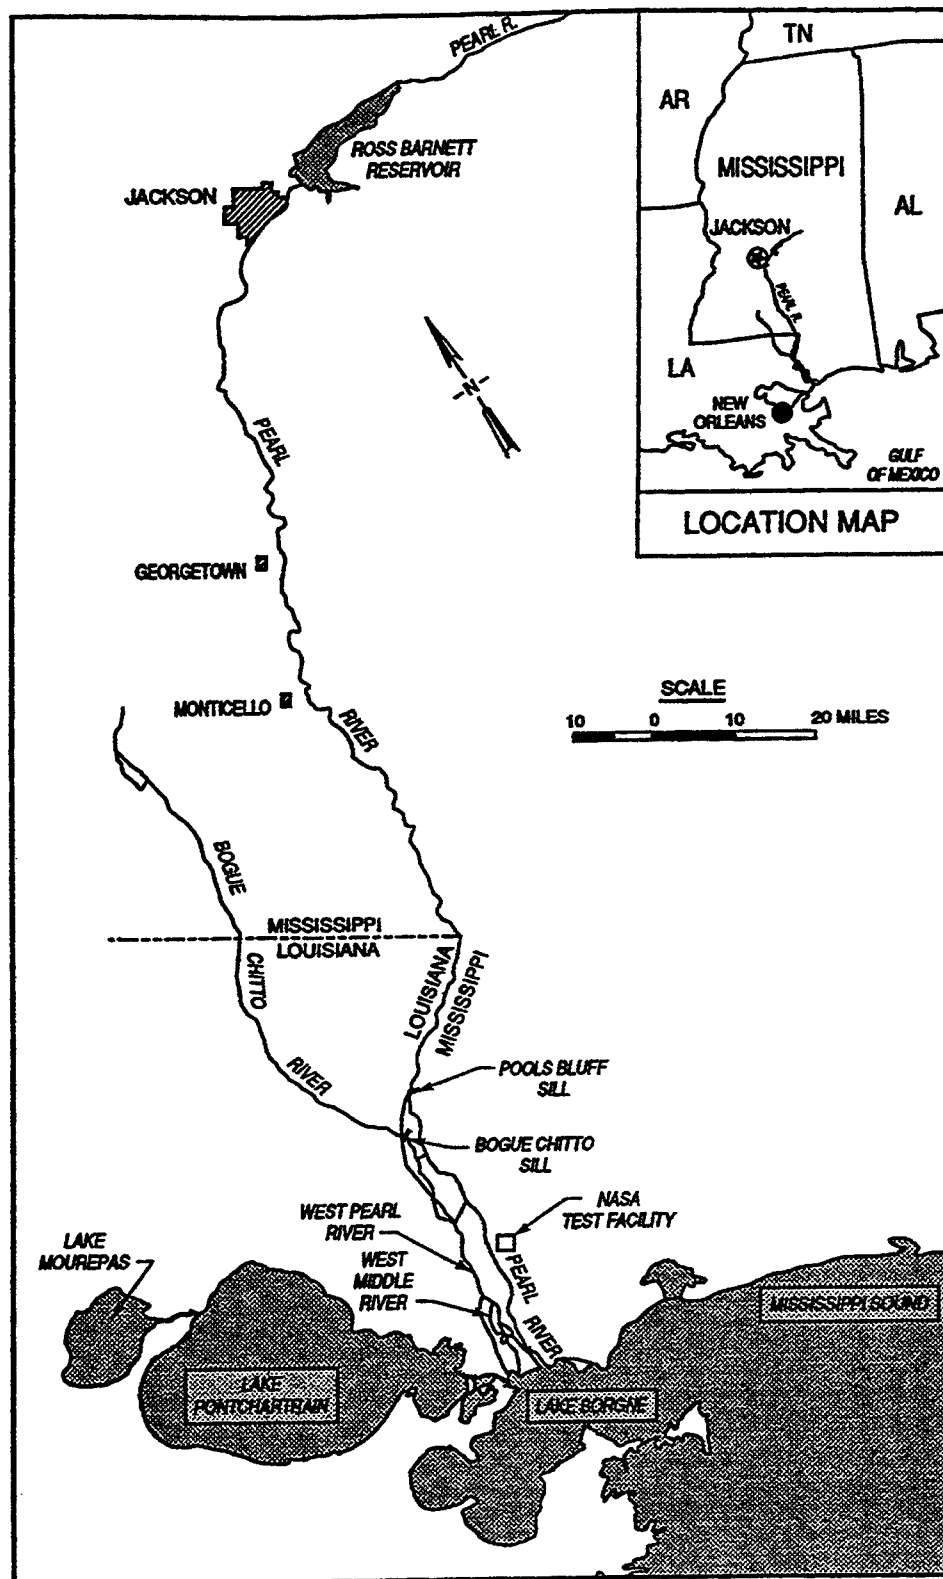 PEARL R.
ROSS BARNETT
RESERVOIR
JACKSON
TN
AR
MISSISSIPPI
AL
JACKSON
PEARL R.
LA
NEW
ORLEANS
GULF
OF MEXICO
LOCATION MAP
N
PEARL
GEORGETOWN
MONTICELLO
RIVER
SCALE
10 0 10 20 MILES
BOGUE
MISSISSIPPI
LOUISIANA
CHITTO
LOUISIANA
MISSISSIPPI
RIVER
POOLS BLUFF
SILL
BOGUE CHITTO
SILL
NASA
TEST FACILITY
WEST PEARL
RIVER
WEST
MIDDLE
RIVER
LAKE
MOUREPAS
PEARL
RIVER
MISSISSIPPI SOUND
LAKE
PONTCHARTRAIN
LAKE BORGNE